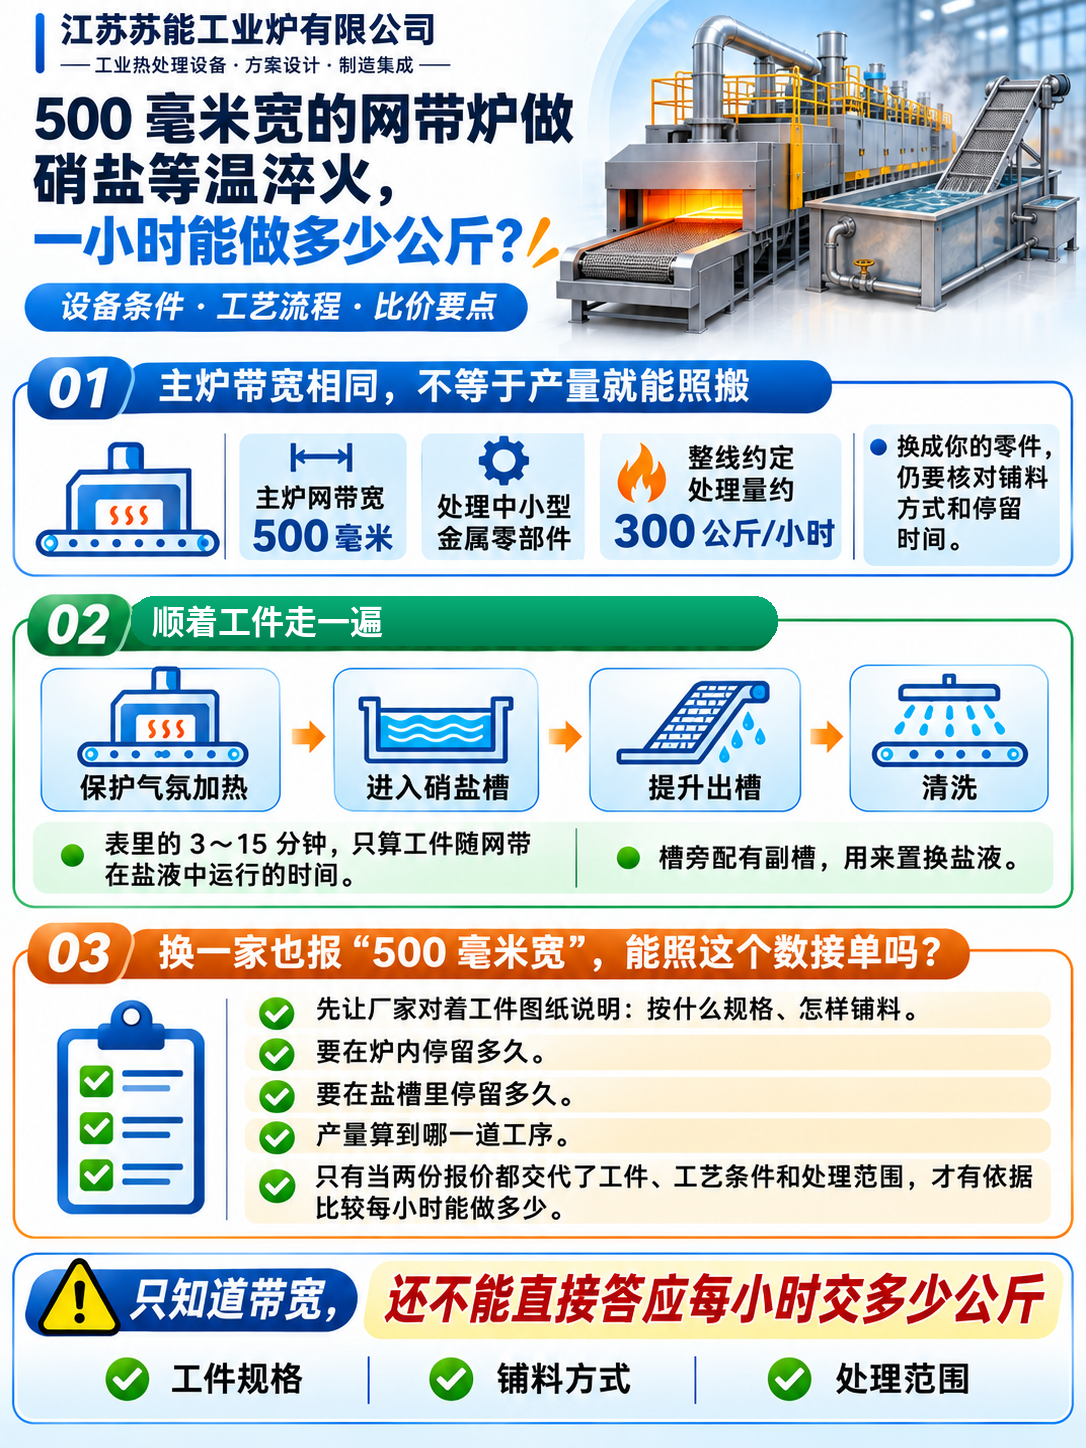 江苏苏能工业炉有限公司
工业热处理设备·方案设计·制造集成
500 毫米宽的网带炉做
硝盐等温淬火，
一小时能做多少公斤？
设备条件·工艺流程·比价要点
01 主炉带宽相同，不等于产量就能照搬
主炉网带宽
500毫米
处理中小型
金属零部件
整线约定
处理量约
300公斤/小时
换成你的零件，
仍要核对铺料
方式和停留
时间。
02 顺着工件走一遍
保护气氛加热
进入硝盐槽
提升出槽
清洗
表里的 3～15 分钟，只算工件随网带
在盐液中运行的时间。
槽旁配有副槽，用来置换盐液。
03 换一家也报“500 毫米宽”，能照这个数接单吗？
先让厂家对着工件图纸说明：按什么规格、怎样铺料。
要在炉内停留多久。
要在盐槽里停留多久。
产量算到哪一道工序。
只有当两份报价都交代了工件、工艺条件和处理范围，才有依据
比较每小时能做多少。
只知道带宽，还不能直接答应每小时交多少公斤
工件规格
铺料方式
处理范围